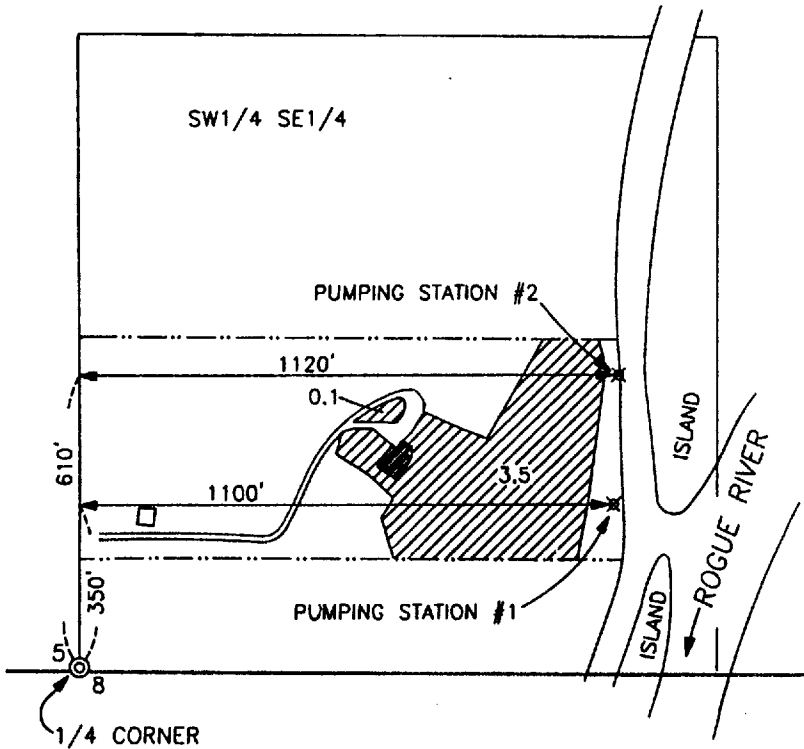 SW1/4 SE1/4
PUMPING STATION #2
1120'
0.1
ISLAND
610'
1100'
3.5
ROGUE RIVER
350'
PUMPING STATION #1
ISLAND
5
8
1/4 CORNER